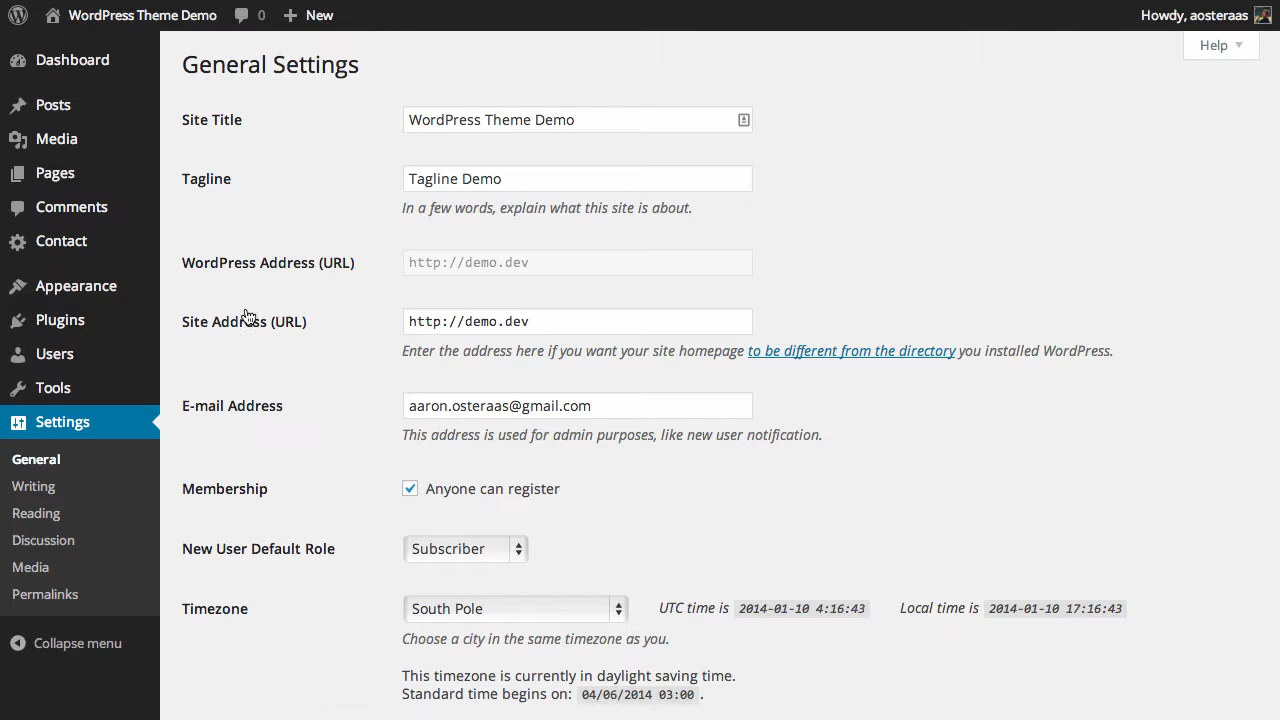 WordPress Theme Demo 0 New Howdy, aosteraas
Help
Dashboard
Posts
Media
Pages
Comments
Contact
Appearance
Plugins
Users
Tools
Settings
General
Writing
Reading
Discussion
Media
Permalinks
Collapse menu
General Settings
Site Title WordPress Theme Demo
Tagline Tagline Demo
In a few words, explain what this site is about.
WordPress Address (URL) http://demo.dev
Site Address (URL) http://demo.dev
Enter the address here if you want your site homepage to be different from the directory you installed WordPress.
E-mail Address aaron.osteraas@gmail.com
This address is used for admin purposes, like new user notification.
Membership Anyone can register
New User Default Role Subscriber
Timezone South Pole UTC time is 2014-01-10 4:16:43 Local time is 2014-01-10 17:16:43
Choose a city in the same timezone as you.
This timezone is currently in daylight saving time.
Standard time begins on: 04/06/2014 03:00 .